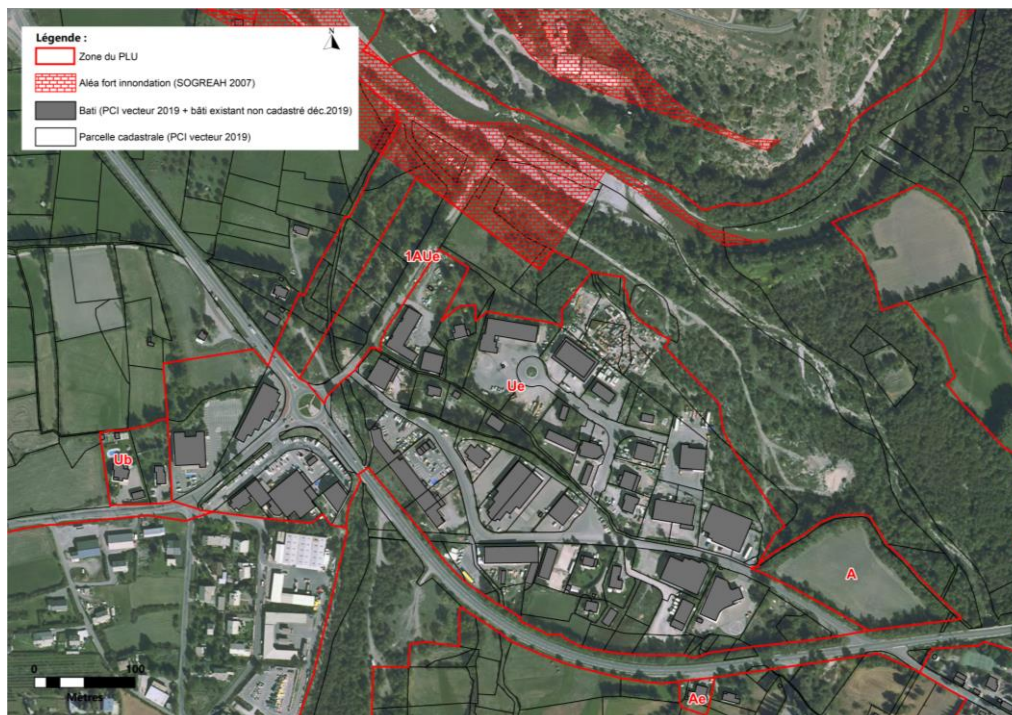 Légende :
N
Zone du PLU
Aléa fort innondation (SOGREAH 2007)
Bati (PCI vecteur 2019 + bâti existant non cadastré déc.2019)
Parcelle cadastrale (PCI vecteur 2019)
1AUe
Ue
Ub
A
Ae
0 100
Mètres